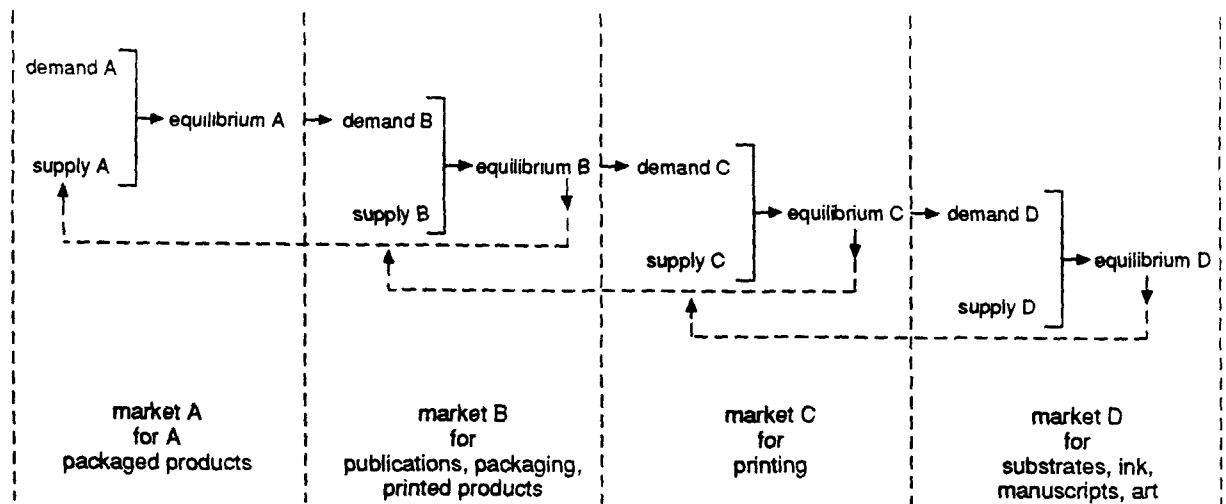 demand A
supply A
equilibrium A
demand B
supply B
equilibrium B
demand C
supply C
equilibrium C
demand D
supply D
equilibrium D
market A
for A
packaged products
market B
for
publications, packaging,
printed products
market C
for
printing
market D
for
substrates, ink,
manuscripts, art